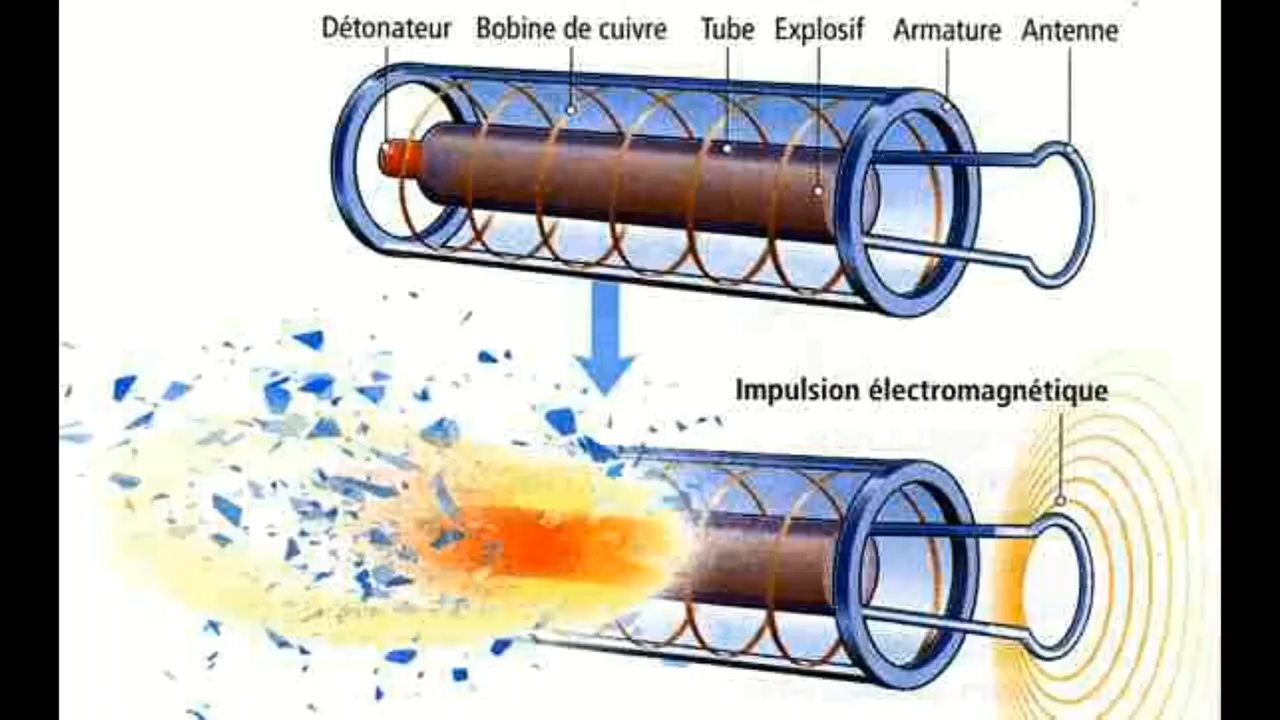 Détonateur Bobine de cuivre Tube Explosif Armature Antenne
Impulsion électromagnétique